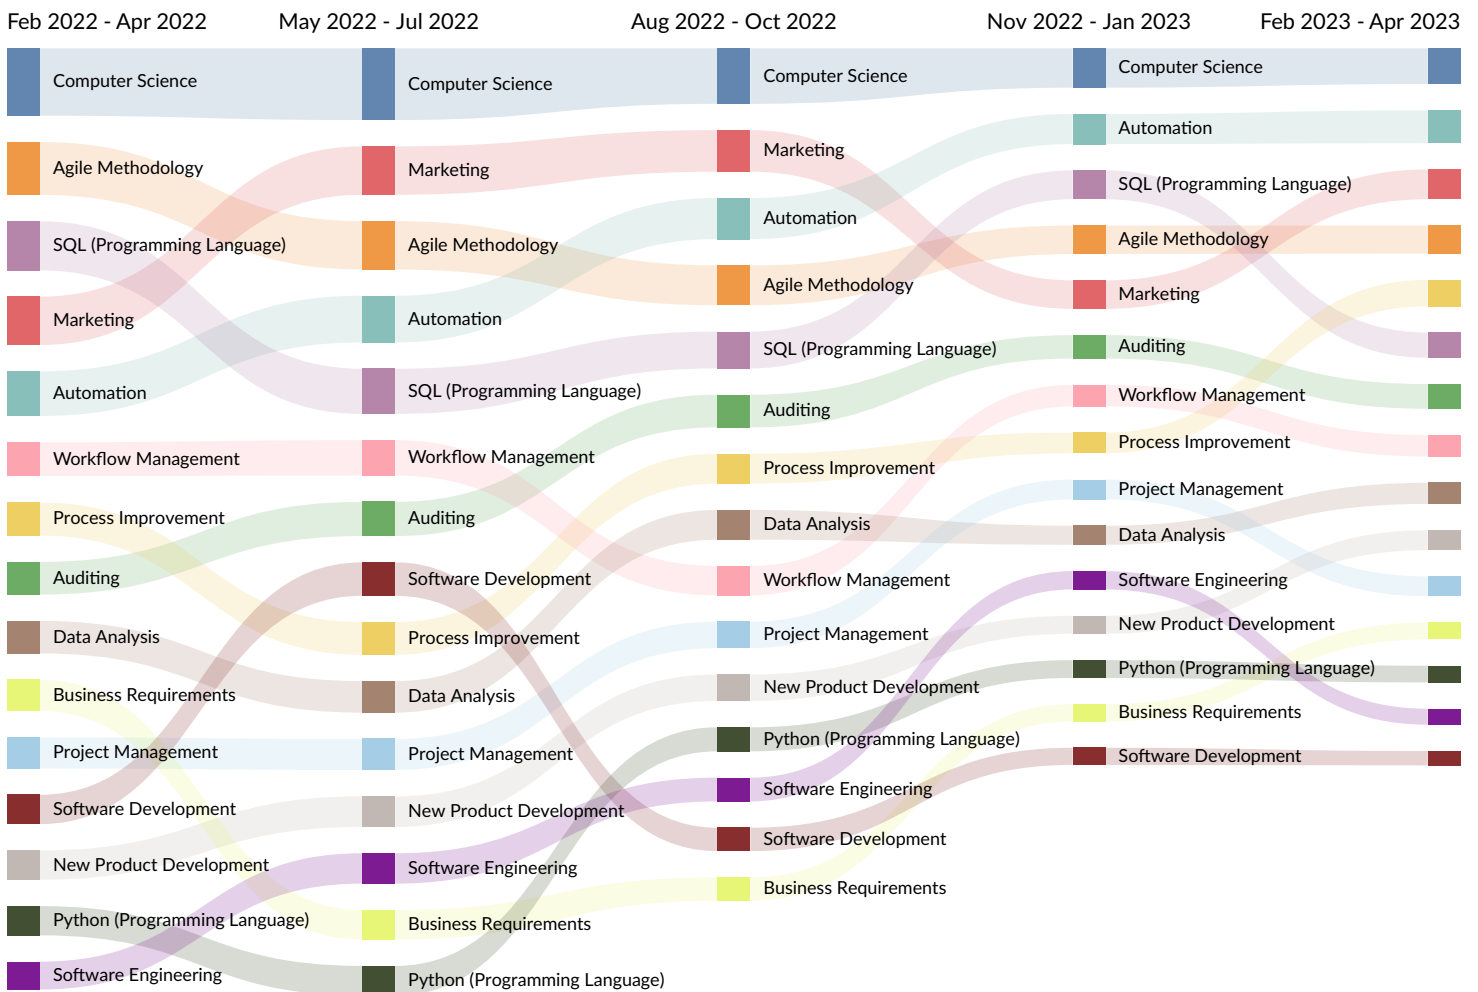 Feb 2022 - Apr 2022
May 2022 - Jul 2022
Aug 2022 - Oct 2022
Nov 2022 - Jan 2023
Feb 2023 - Apr 2023
Computer Science
Agile Methodology
SQL (Programming Language)
Marketing
Automation
Workflow Management
Process Improvement
Auditing
Data Analysis
Business Requirements
Project Management
Software Development
New Product Development
Python (Programming Language)
Software Engineering
Computer Science
Marketing
Agile Methodology
Automation
SQL (Programming Language)
Workflow Management
Auditing
Software Development
Process Improvement
Data Analysis
Project Management
New Product Development
Software Engineering
Business Requirements
Python (Programming Language)
Computer Science
Marketing
Automation
Agile Methodology
SQL (Programming Language)
Auditing
Process Improvement
Data Analysis
Workflow Management
Project Management
New Product Development
Python (Programming Language)
Software Engineering
Software Development
Business Requirements
Computer Science
Automation
SQL (Programming Language)
Agile Methodology
Marketing
Auditing
Workflow Management
Process Improvement
Project Management
Data Analysis
Software Engineering
New Product Development
Python (Programming Language)
Business Requirements
Software Development